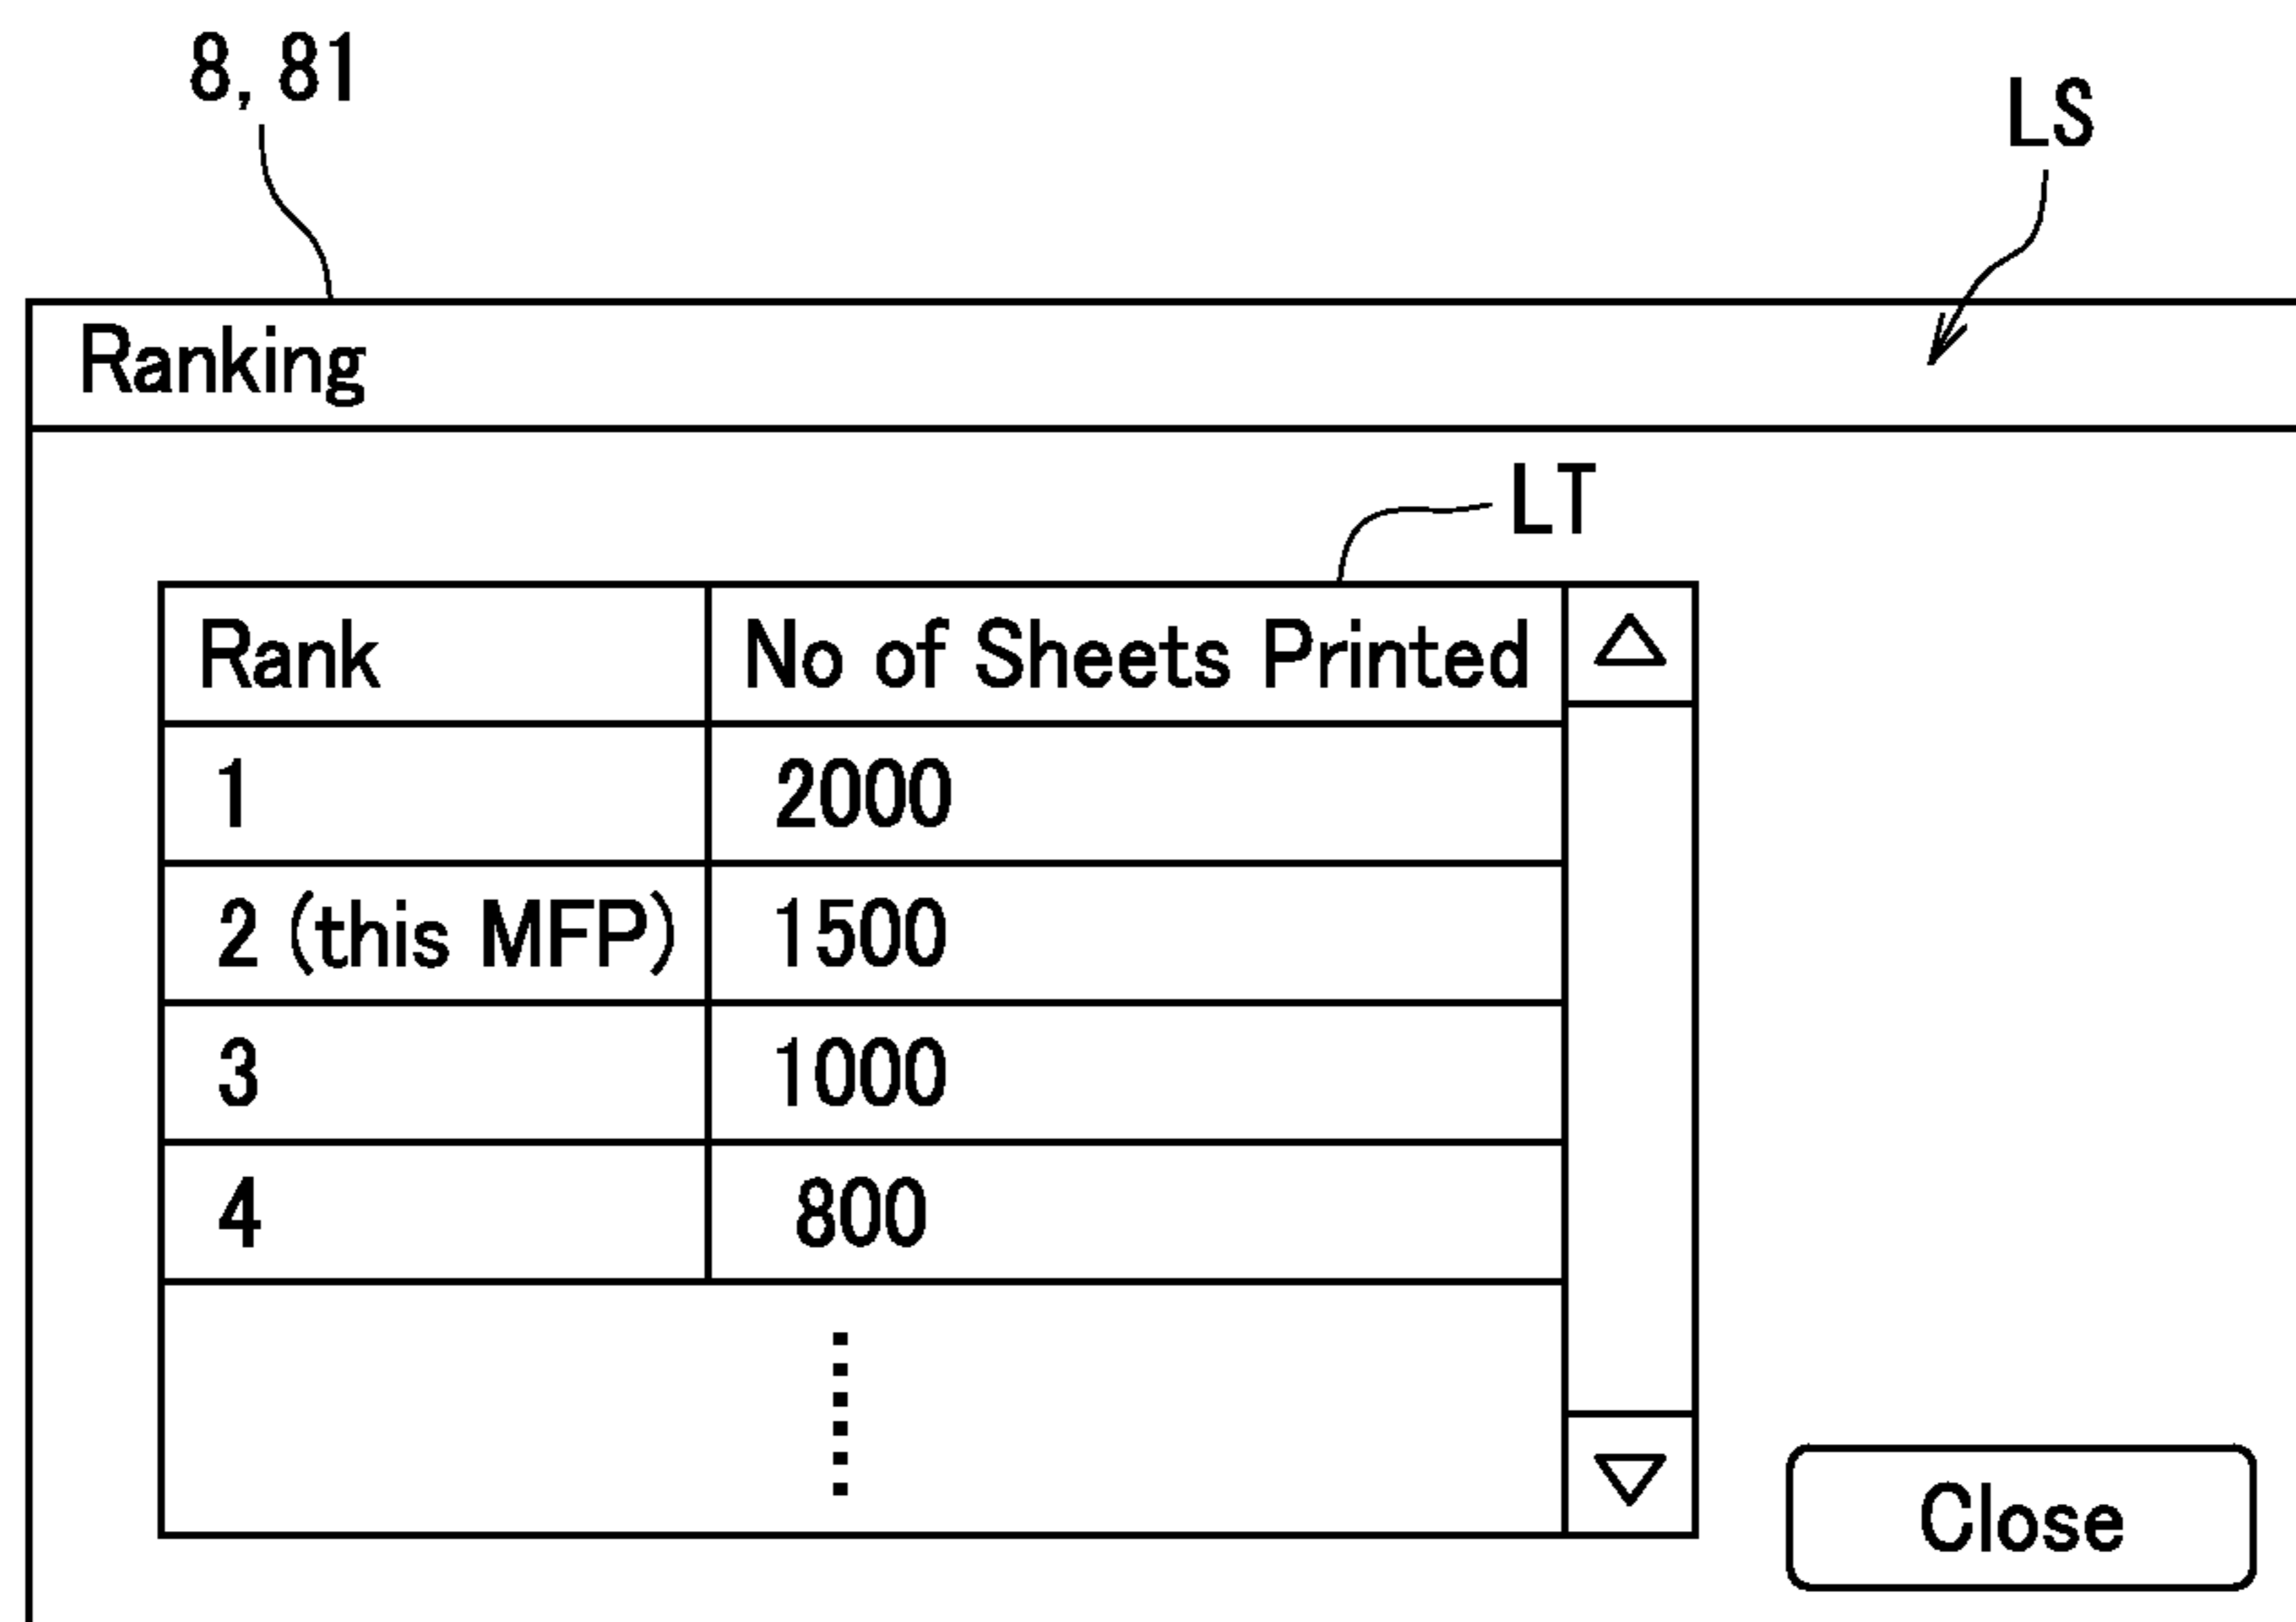 8, 81
LS
Ranking
LT
Rank No of Sheets Printed
1 2000
2 (this MFP) 1500
3 1000
4 800
Close